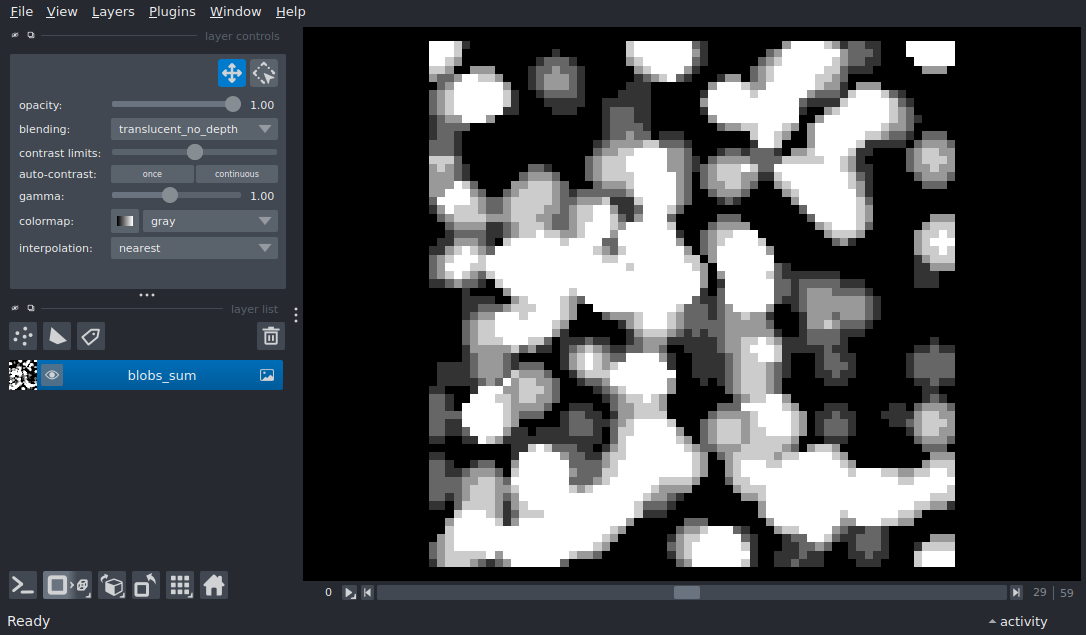 File View Layers Plugins Window Help
layer controls
opacity: 1.00
blending: translucent_no_depth
contrast limits:
auto-contrast: once continuous
gamma: 1.00
colormap: gray
interpolation: nearest
layer list
blobs_sum
0 29 | 59
Ready activity